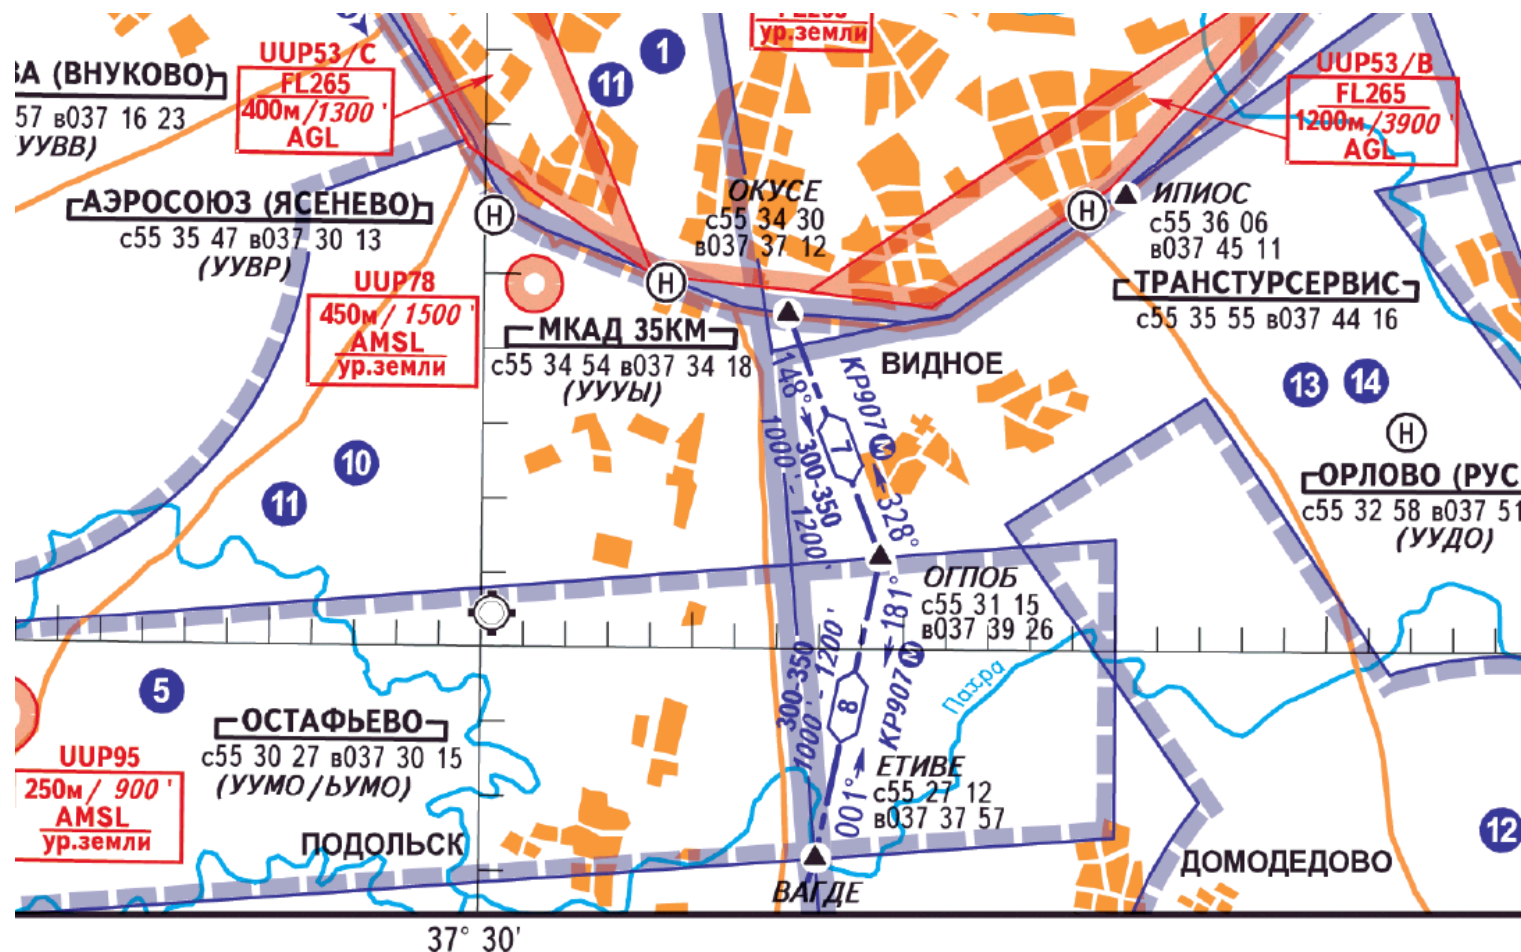 FL265
ур.земли
1
11
UUP53/C
FL265
400м/1300'
AGL
ВА (ВНУКОВО)
57 в037 16 23
(УУВВ)
UUP53/B
FL265
1200м/3900'
AGL
АЭРОСОЮЗ (ЯСЕНЕВО)
с55 35 47 в037 30 13
(УУВР)
H
H
H
ОКУСЕ
с55 34 30
в037 37 12
ИПИОС
с55 36 06
в037 45 11
ТРАНСТУРСЕРВИС
с55 35 55 в037 44 16
UUP78
450м/1500'
AMSL
ур.земли
МКАД 35КМ
с55 34 54 в037 34 18
(УУУЫ)
ВИДНОЕ
13
14
H
ОРЛОВО (РУС
с55 32 58 в037 51
(УУДО)
10
11
148°
КР907 М
7
300-350
1000'- 1200'
328°
ОГПОБ
с55 31 15
в037 39 26
181°
300-350
1000'- 1200'
8
КР907 М
001°
Пахра
5
ОСТАФЬЕВО
с55 30 27 в037 30 15
(УУМО/ЬУМО)
UUP95
250м/ 900'
AMSL
ур.земли
ЕТИВЕ
с55 27 12
в037 37 57
ПОДОЛЬСК
ВАГДЕ
ДОМОДЕДОВО
12
37° 30'